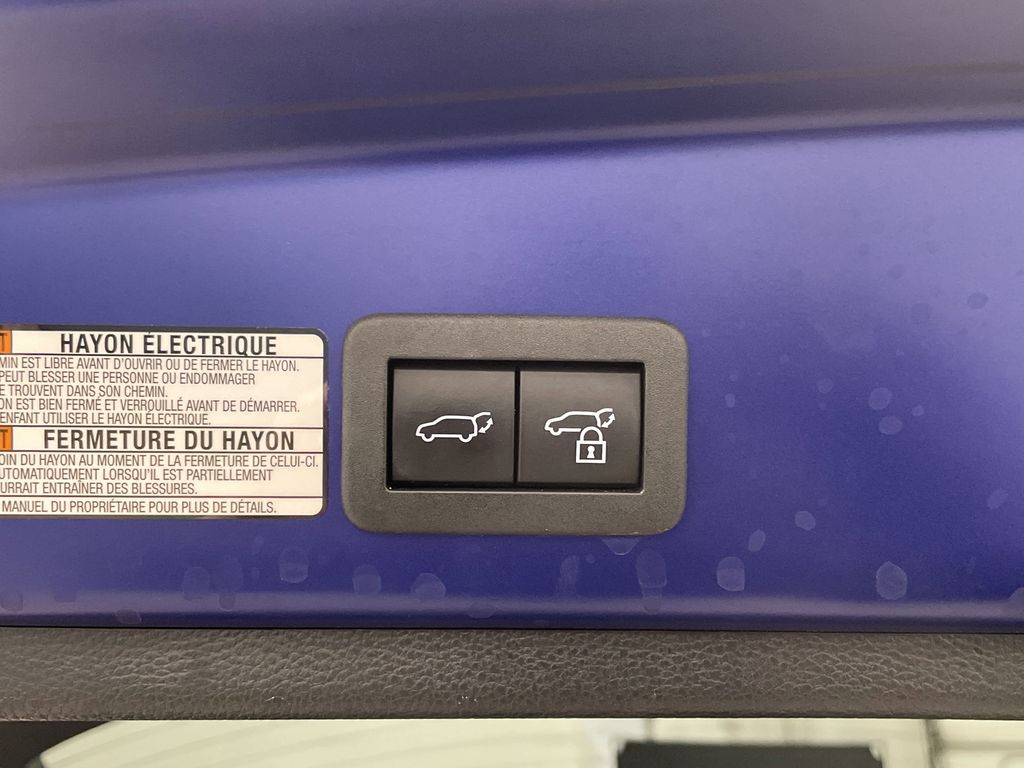 T HAYON ÉLECTRIQUE
MIN EST LIBRE AVANT D'OUVRIR OU DE FERMER LE HAYON.
PEUT BLESSER UNE PERSONNE OU ENDOMMAGER
E TROUVENT DANS SON CHEMIN.
ON EST BIEN FERMÉ ET VERROUILLÉ AVANT DE DÉMARRER.
ENFANT UTILISER LE HAYON ÉLECTRIQUE.
T FERMETURE DU HAYON
OIN DU HAYON AU MOMENT DE LA FERMETURE DE CELUI-CI.
UTOMATIQUEMENT LORSQU'IL EST PARTIELLEMENT
URRAIT ENTRAÎNER DES BLESSURES.
MANUEL DU PROPRIÉTAIRE POUR PLUS DE DÉTAILS.